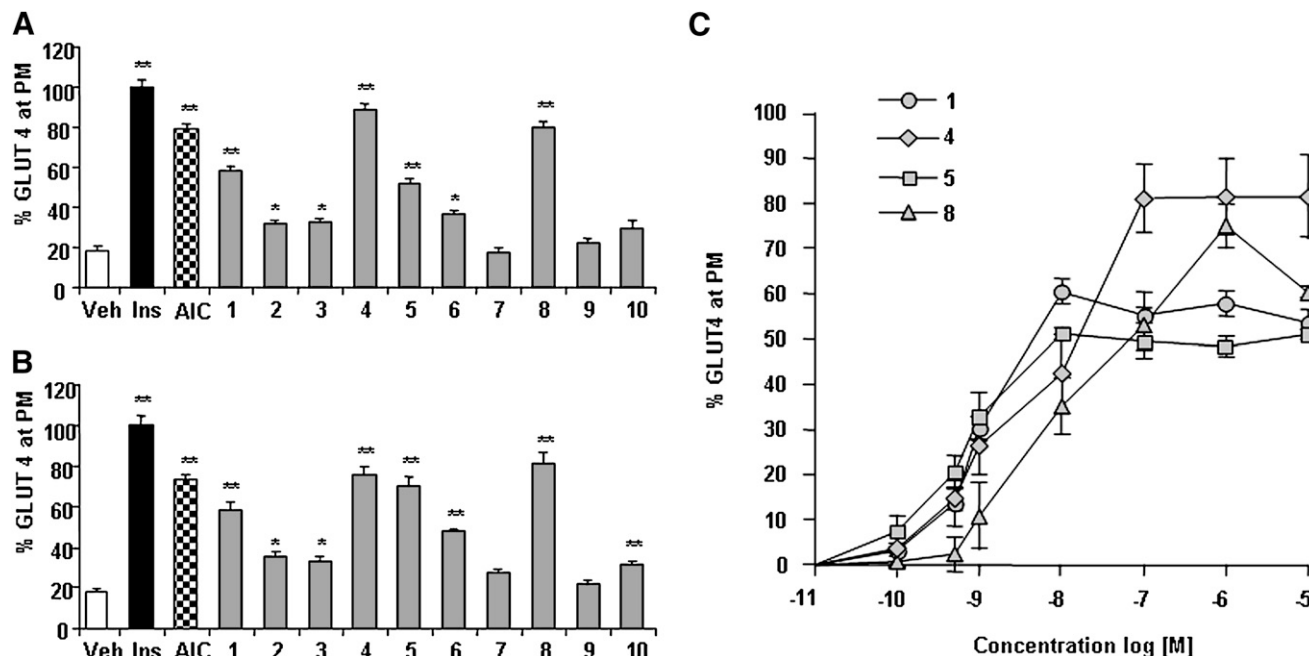 A
% GLUT 4 at PM
120
100
80
60
40
20
0
** ** ** * * ** ** * **
Veh Ins AIC 1 2 3 4 5 6 7 8 9 10
B
% GLUT 4 at PM
120
100
80
60
40
20
0
** ** ** * * ** ** ** ** **
Veh Ins AIC 1 2 3 4 5 6 7 8 9 10
C
1
4
5
8
% GLUT4 at PM
100
90
80
70
60
50
40
30
20
10
0
-11 -10 -9 -8 -7 -6 -5
Concentration log [M]